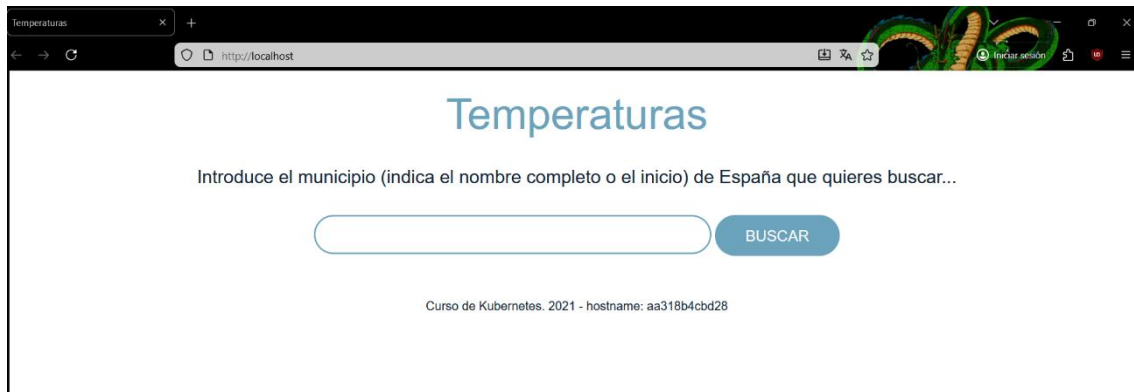 Temperaturas
http://localhost
Iniciar sesión
Temperaturas
Introduce el municipio (indica el nombre completo o el inicio) de España que quieres buscar...
BUSCAR
Curso de Kubernetes. 2021 - hostname: aa318b4cbd28